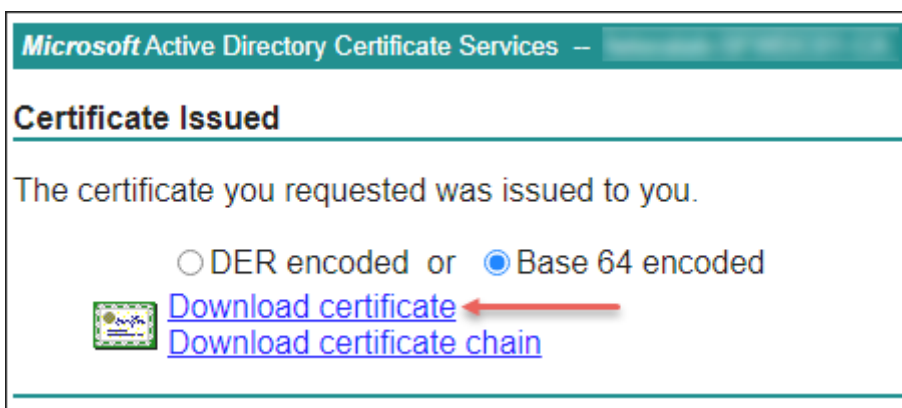 Microsoft Active Directory Certificate Services --
Certificate Issued
The certificate you requested was issued to you.
DER encoded or Base 64 encoded
Download certificate
Download certificate chain